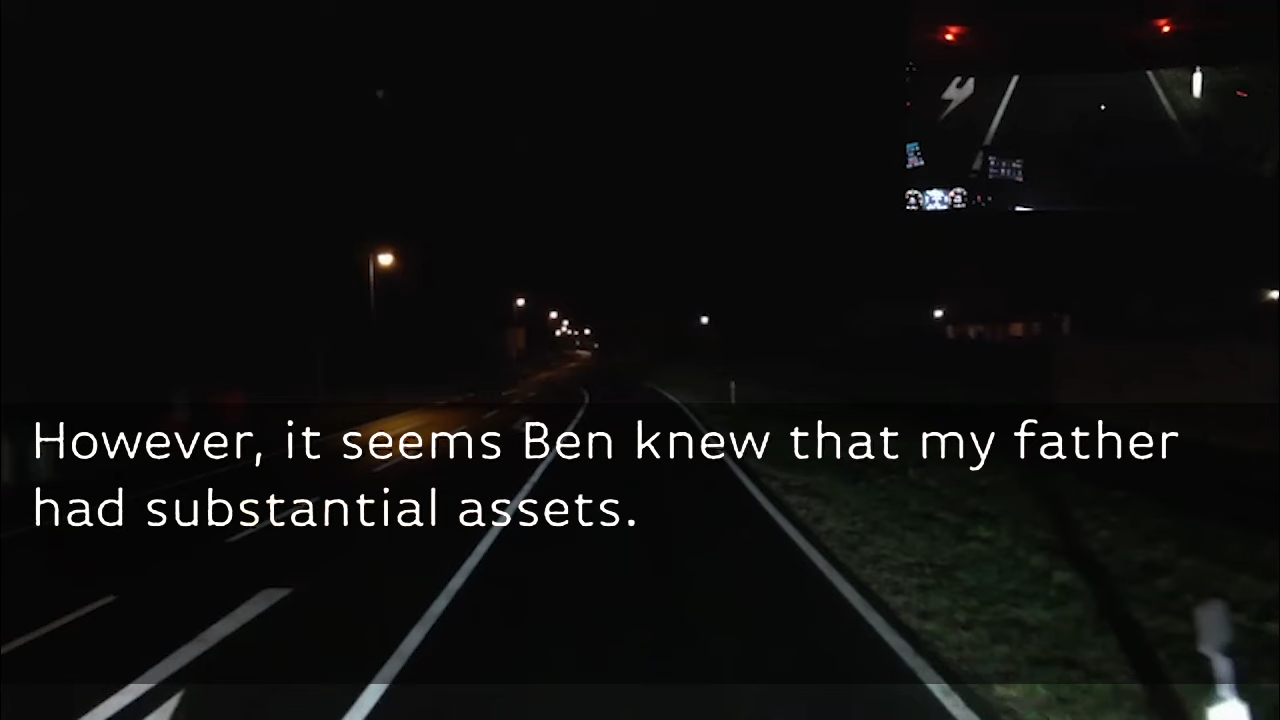 However, it seems Ben knew that my father
had substantial assets.